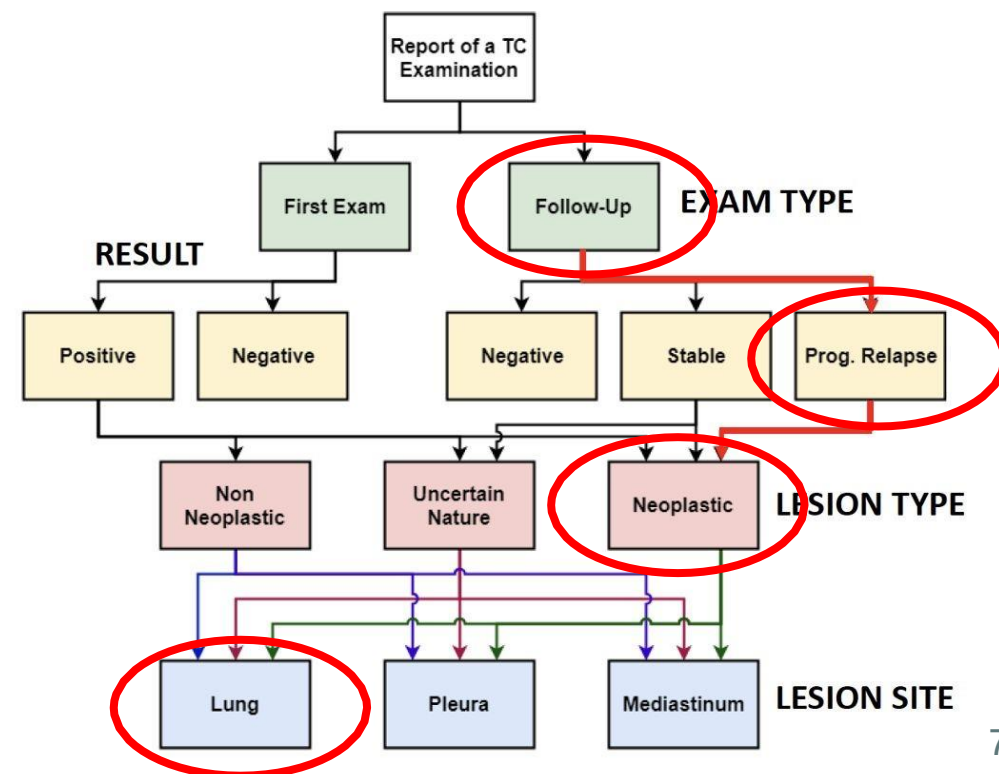 Report of a TC
Examination
First Exam
Follow-Up
EXAM TYPE
RESULT
Positive
Negative
Negative
Stable
Prog. Relapse
Non
Neoplastic
Uncertain
Nature
Neoplastic
LESION TYPE
Lung
Pleura
Mediastinum
LESION SITE
7